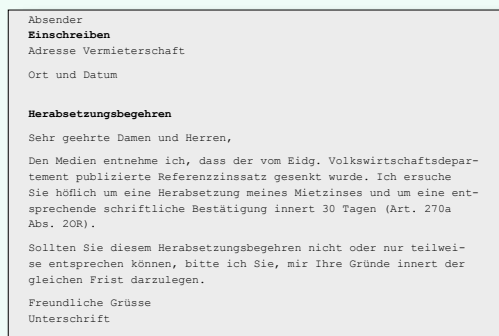 Absender
Einschreiben
Adresse Vermieterschaft
Ort und Datum
Herabsetzungsbegehren
Sehr geehrte Damen und Herren,
Den Medien entnehme ich, dass der vom Eidg. Volkswirtschaftsdepar-
tement publizierte Referenzzinssatz gesenkt wurde. Ich ersuche
Sie höflich um eine Herabsetzung meines Mietzinses und um eine ent-
sprechende schriftliche Bestätigung innert 30 Tagen (Art. 270a
Abs. 2OR).
Sollten Sie diesem Herabsetzungsbegehren nicht oder nur teilwei-
se entsprechen können, bitte ich Sie, mir Ihre Gründe innert der
gleichen Frist darzulegen.
Freundliche Grüsse
Unterschrift